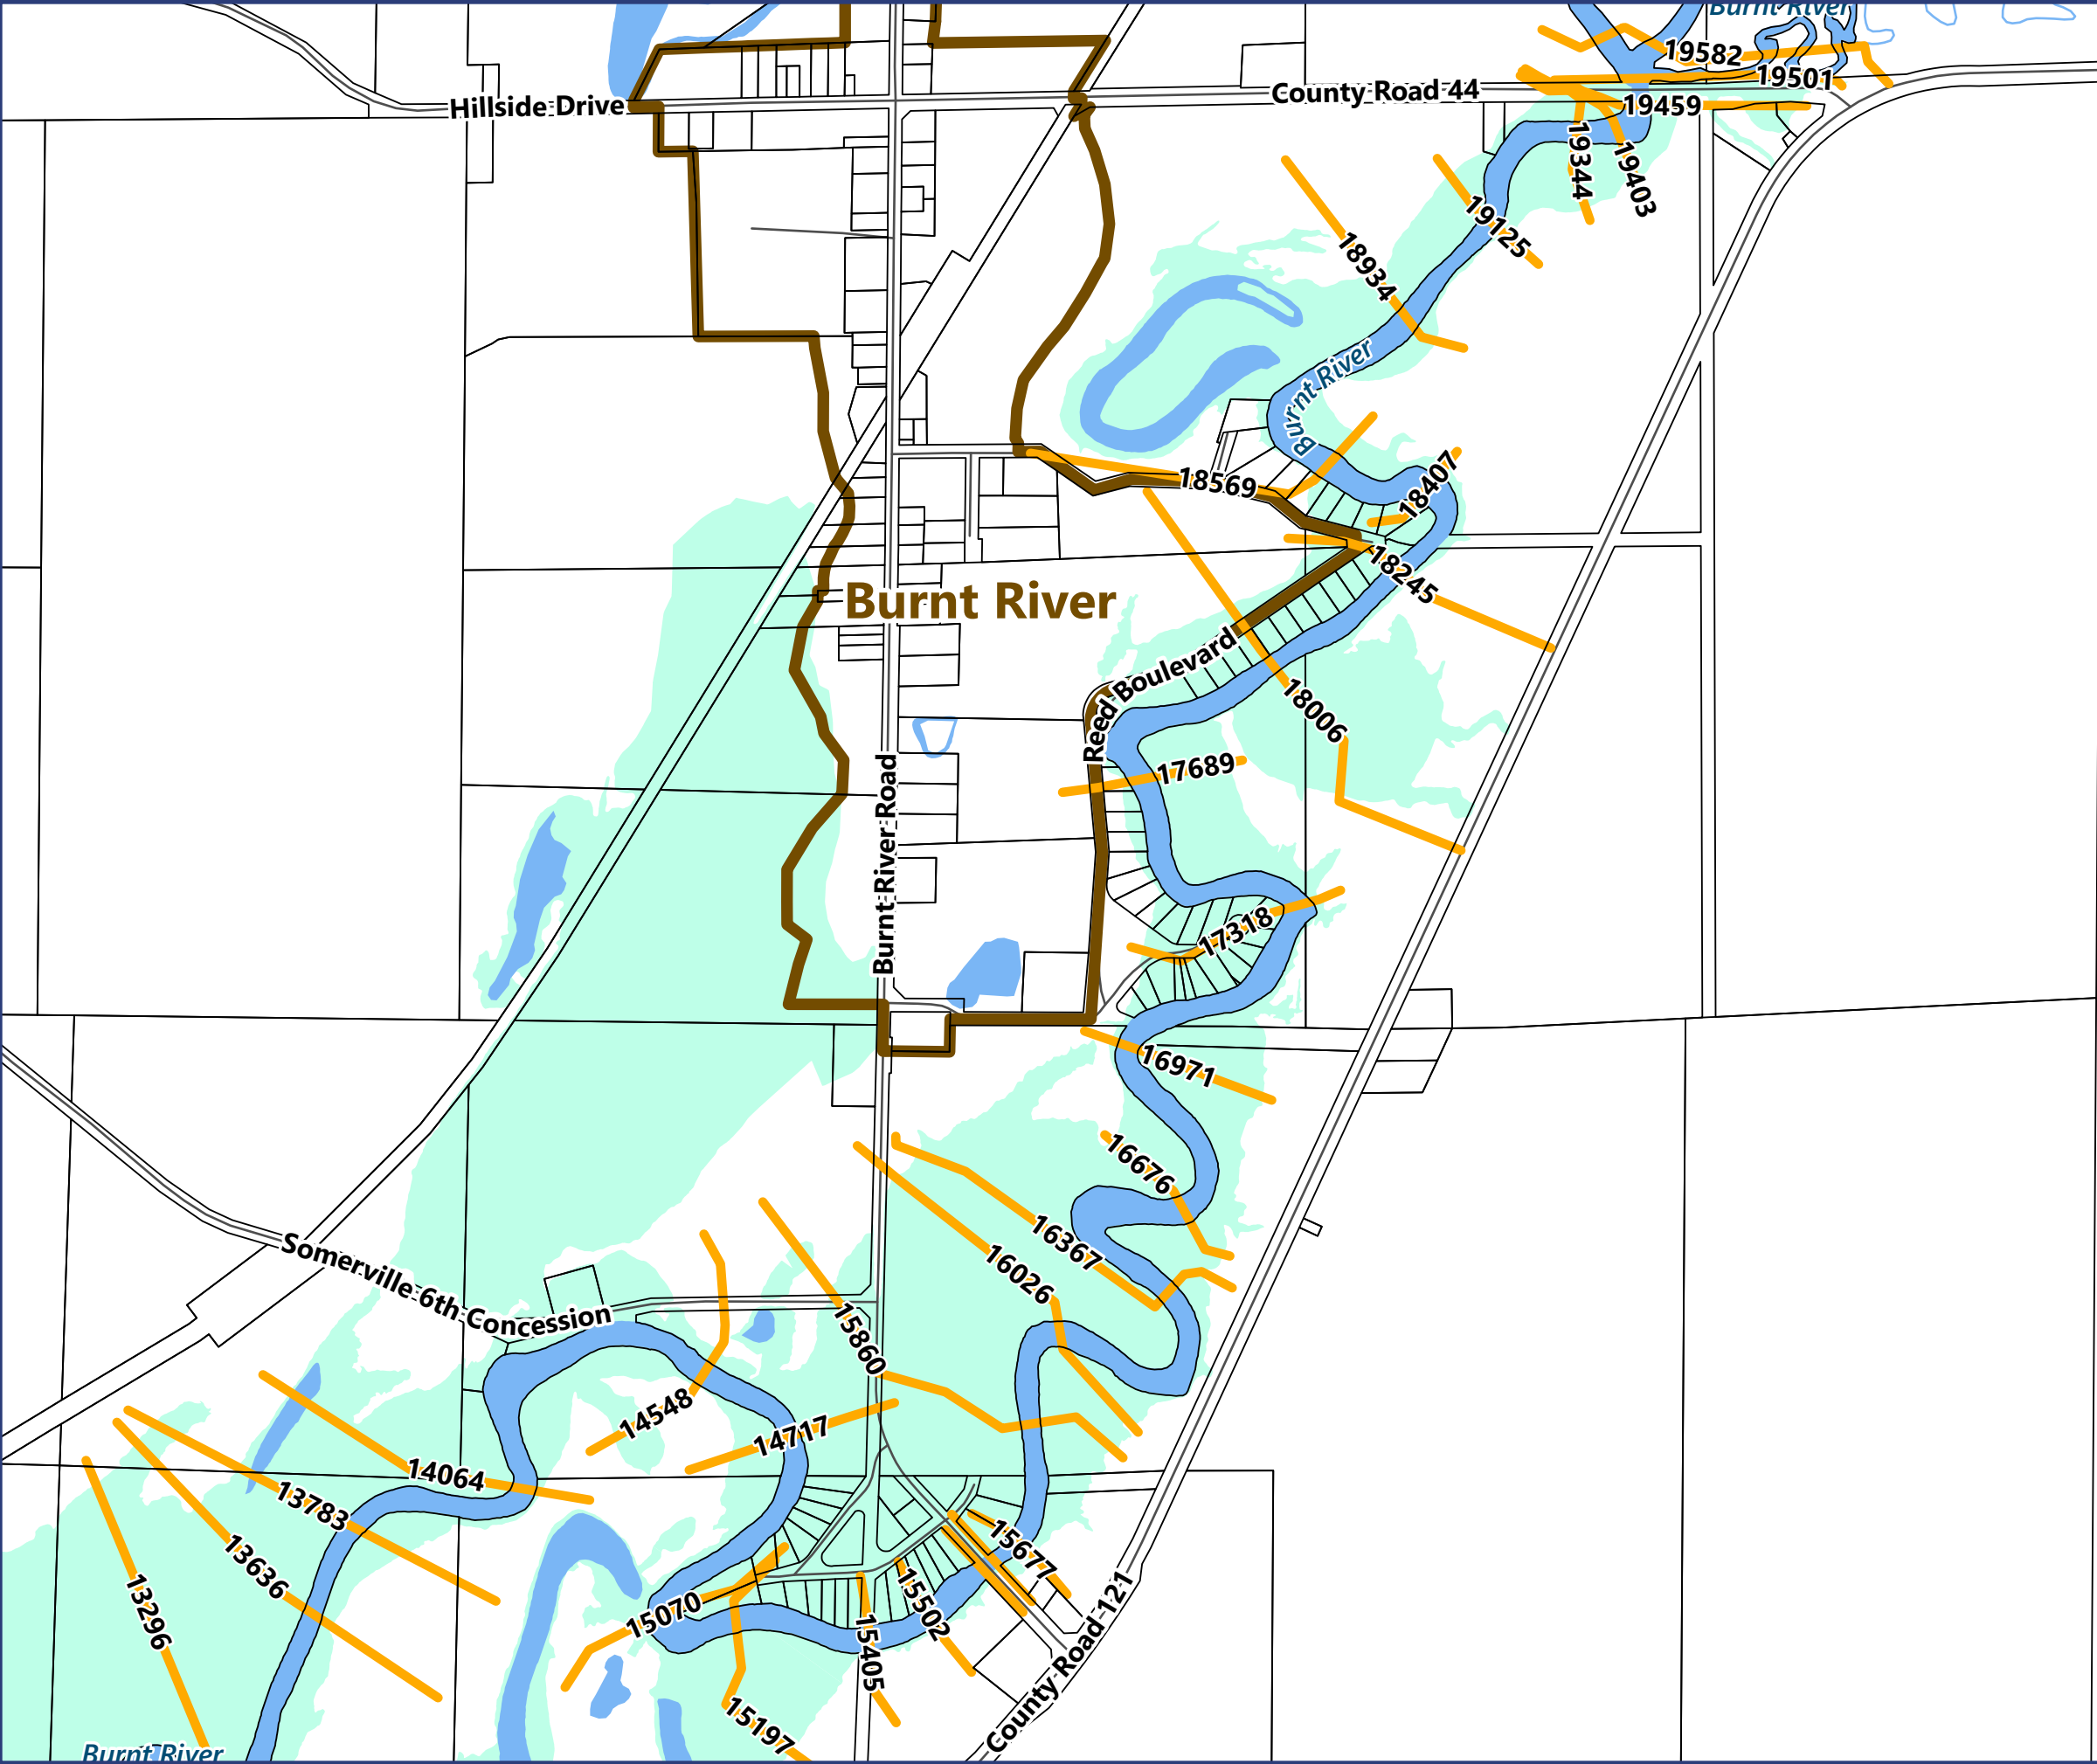 Burnt River
19582
19501
Hillside Drive
County Road 44
19459
19344
19403
19125
18934
Burnt River
18407
18569
18245
Burnt River
Reed Boulevard
18006
17689
Burnt River Road
17318
16971
16676
16367
16026
Somerville 6th Concession
15860
14548
14717
14064
13783
13636
13296
15677
15502
15070
15405
15197
County Road 121
Burnt River